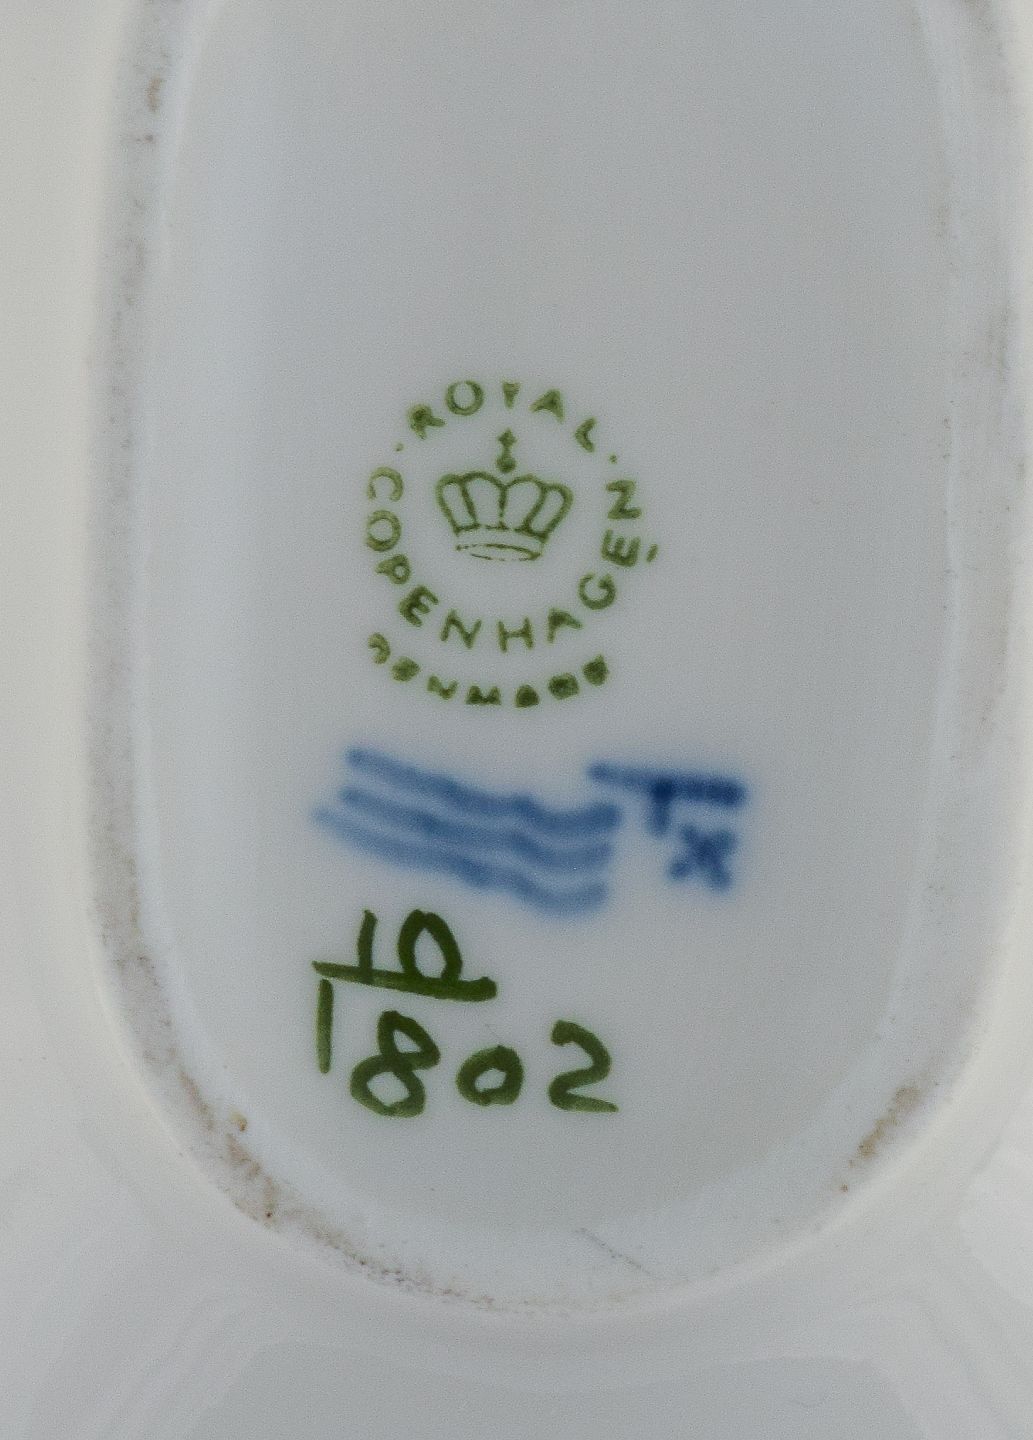 · ROYAL ·
COPENHAGEN
DENMARK
T
x
10
1802